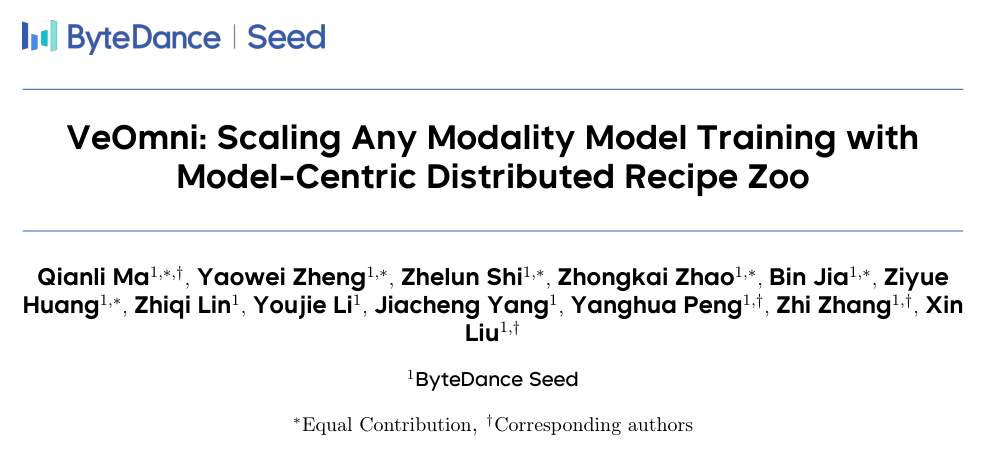 ByteDance | Seed
VeOmni: Scaling Any Modality Model Training with
Model-Centric Distributed Recipe Zoo
Qianli Ma¹,*,†, Yaowei Zheng¹,*, Zhelun Shi¹,*, Zhongkai Zhao¹,*, Bin Jia¹,*, Ziyue
Huang¹,*, Zhiqi Lin¹, Youjie Li¹, Jiacheng Yang¹, Yanghua Peng¹,†, Zhi Zhang¹,†, Xin
Liu¹,†
¹ByteDance Seed
*Equal Contribution, †Corresponding authors